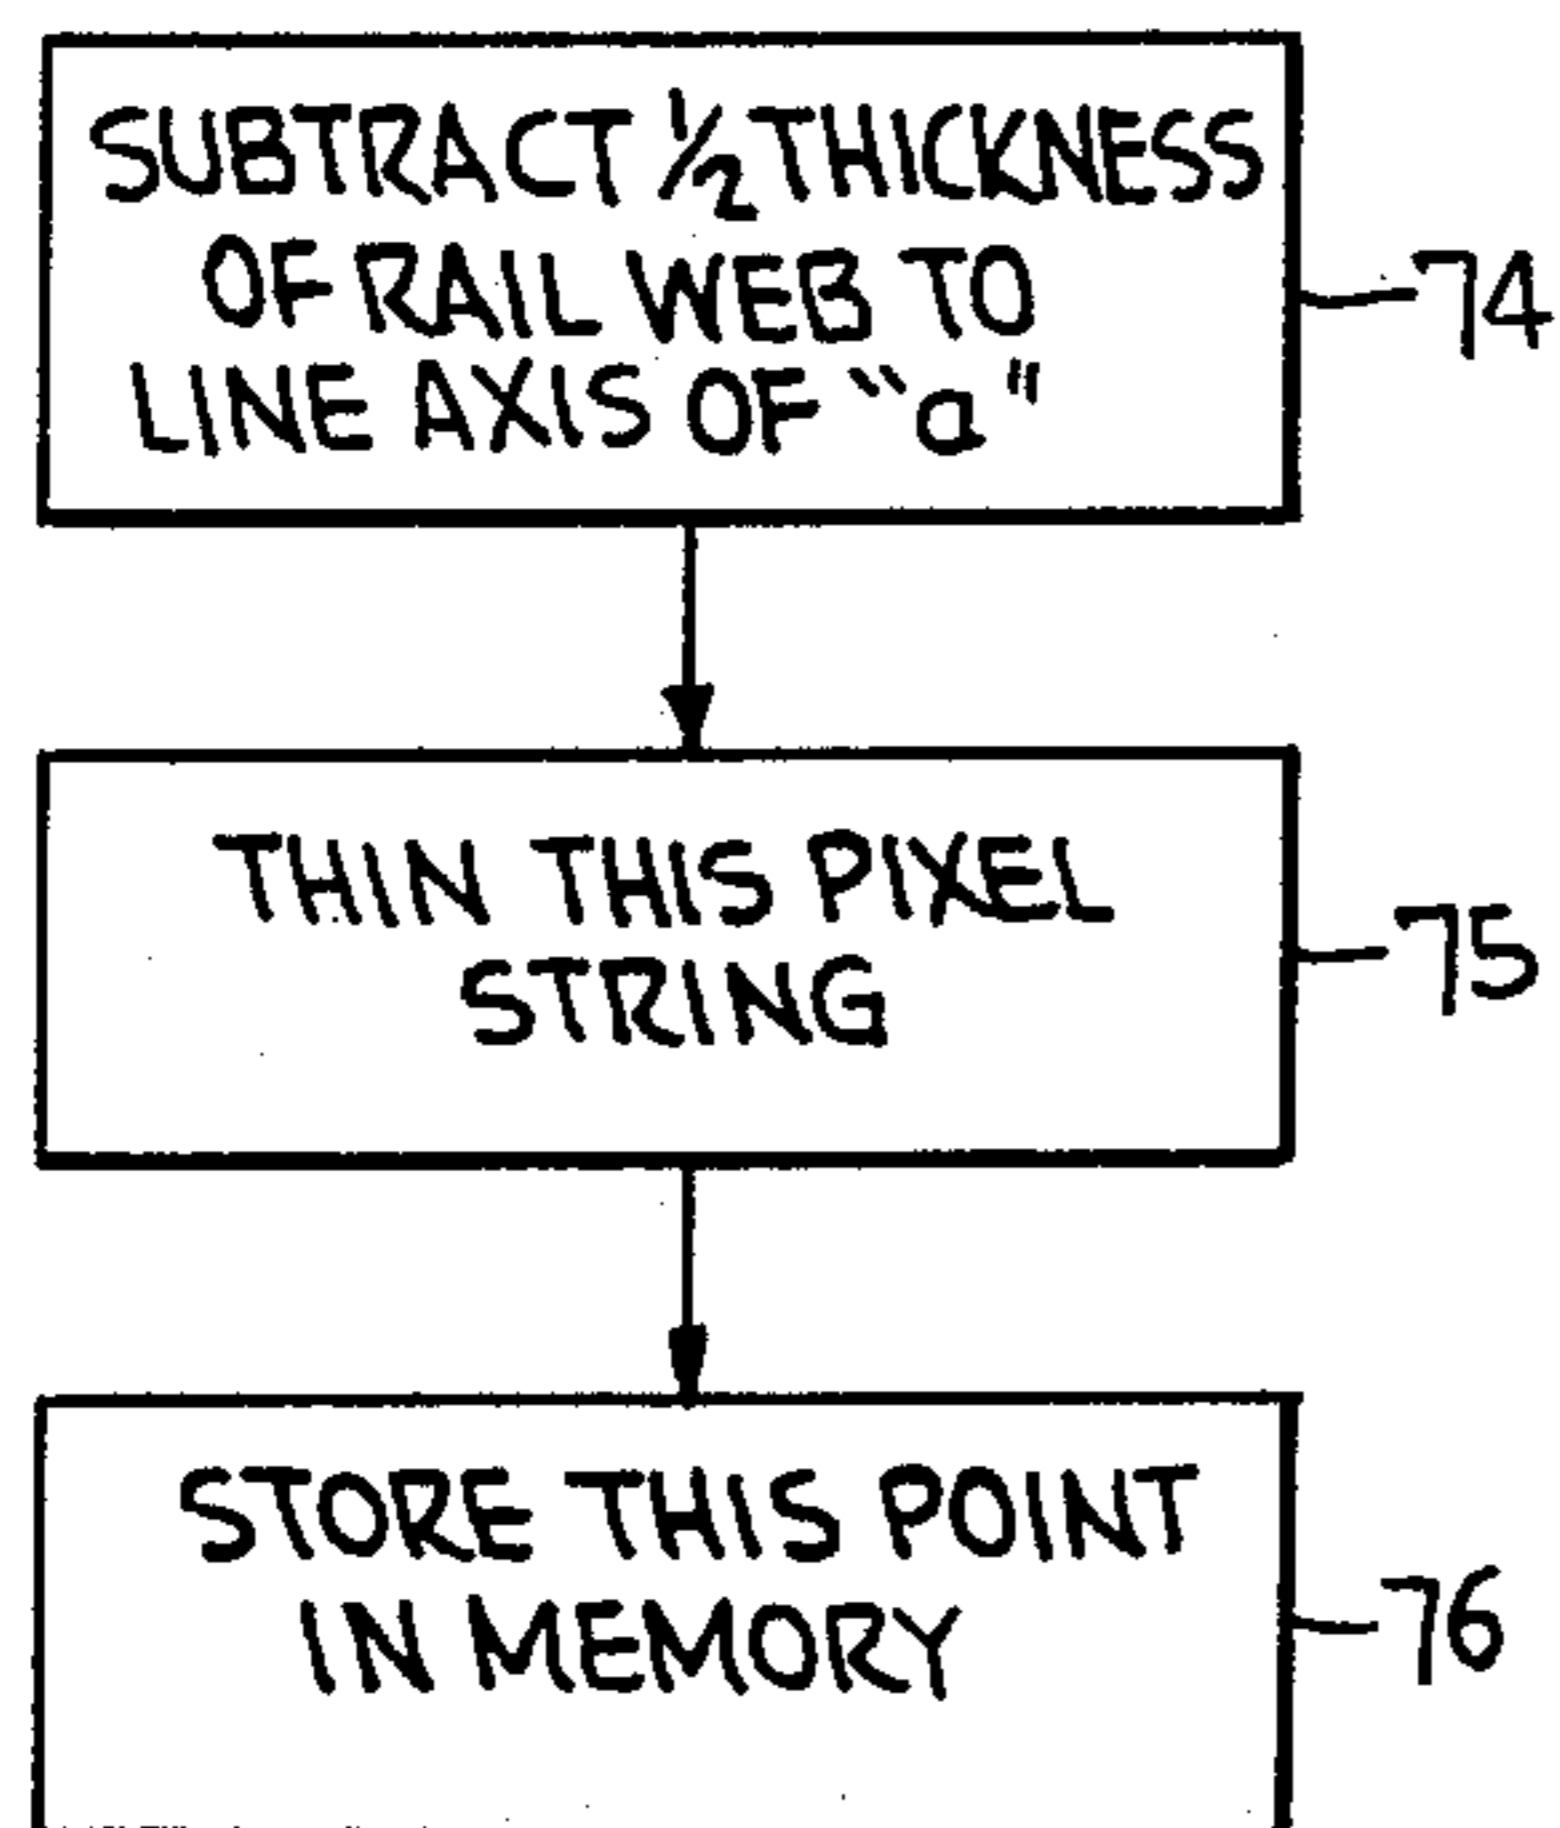 SUBTRACT ½ THICKNESS
OF RAIL WEB TO
LINE AXIS OF "a"
74
THIN THIS PIXEL
STRING
75
STORE THIS POINT
IN MEMORY
76